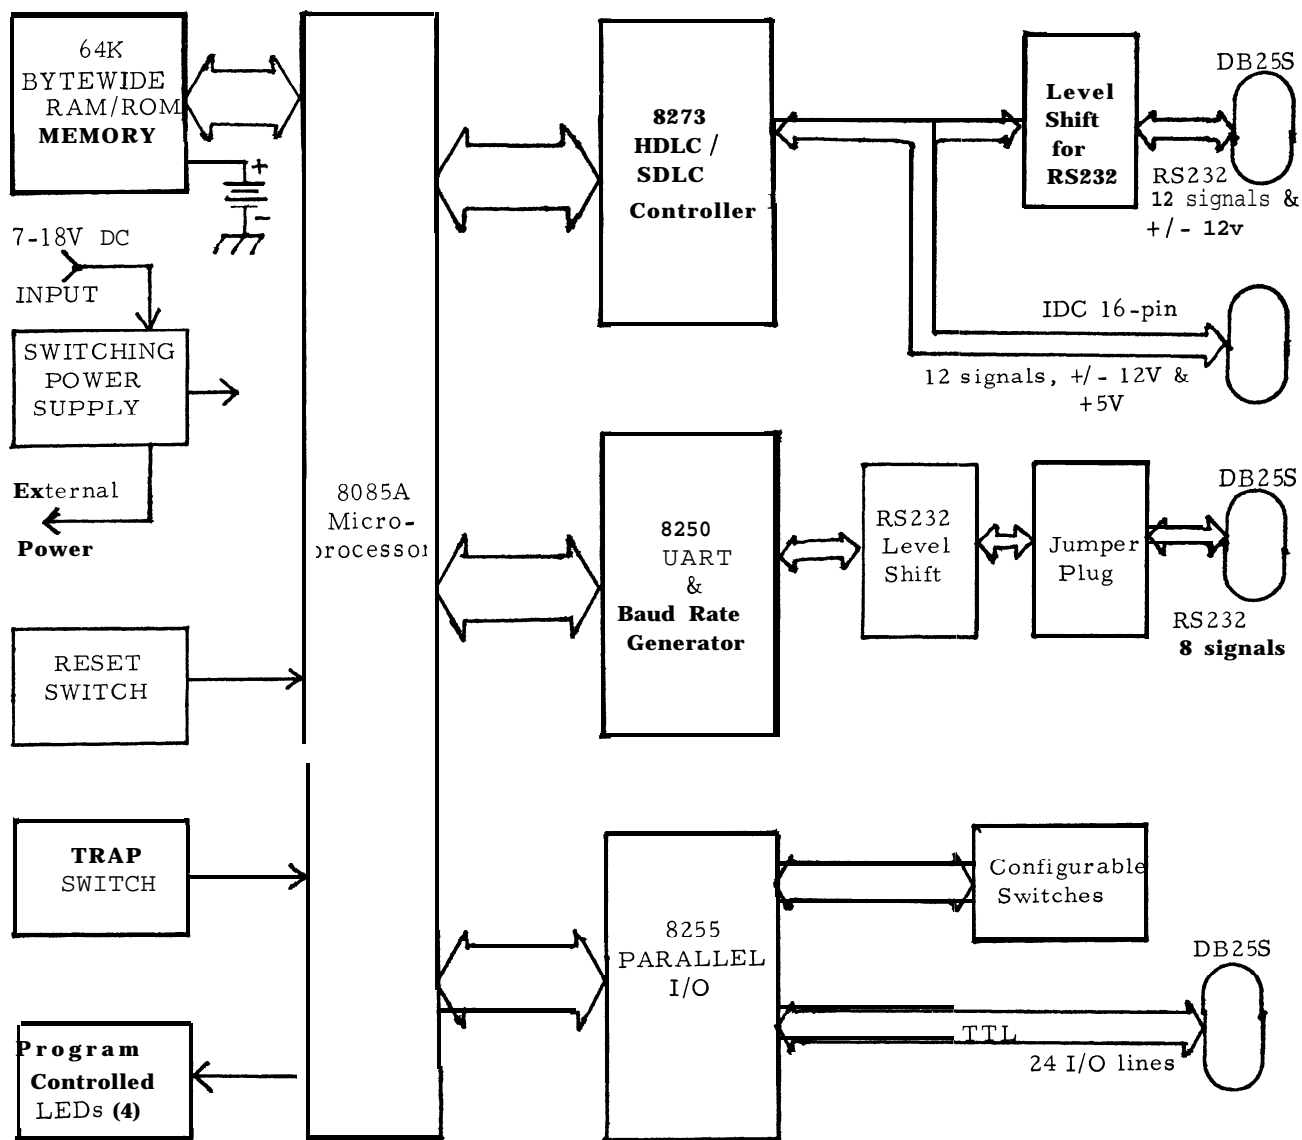 64K
BYTEWIDE
RAM/ROM
MEMORY
+
-
7-18V DC
INPUT
SWITCHING
POWER
SUPPLY
External
Power
RESET
SWITCH
TRAP
SWITCH
Program
Controlled
LEDs (4)
8085A
Micro-
processor
8273
HDLC /
SDLC
Controller
Level
Shift
for
RS232
DB25S
RS232
12 signals &
+/- 12v
IDC 16-pin
12 signals, +/- 12V &
+5V
8250
UART
&
Baud Rate
Generator
RS232
Level
Shift
Jumper
Plug
DB25S
RS232
8 signals
8255
PARALLEL
I/O
Configurable
Switches
DB25S
TTL
24 I/O lines